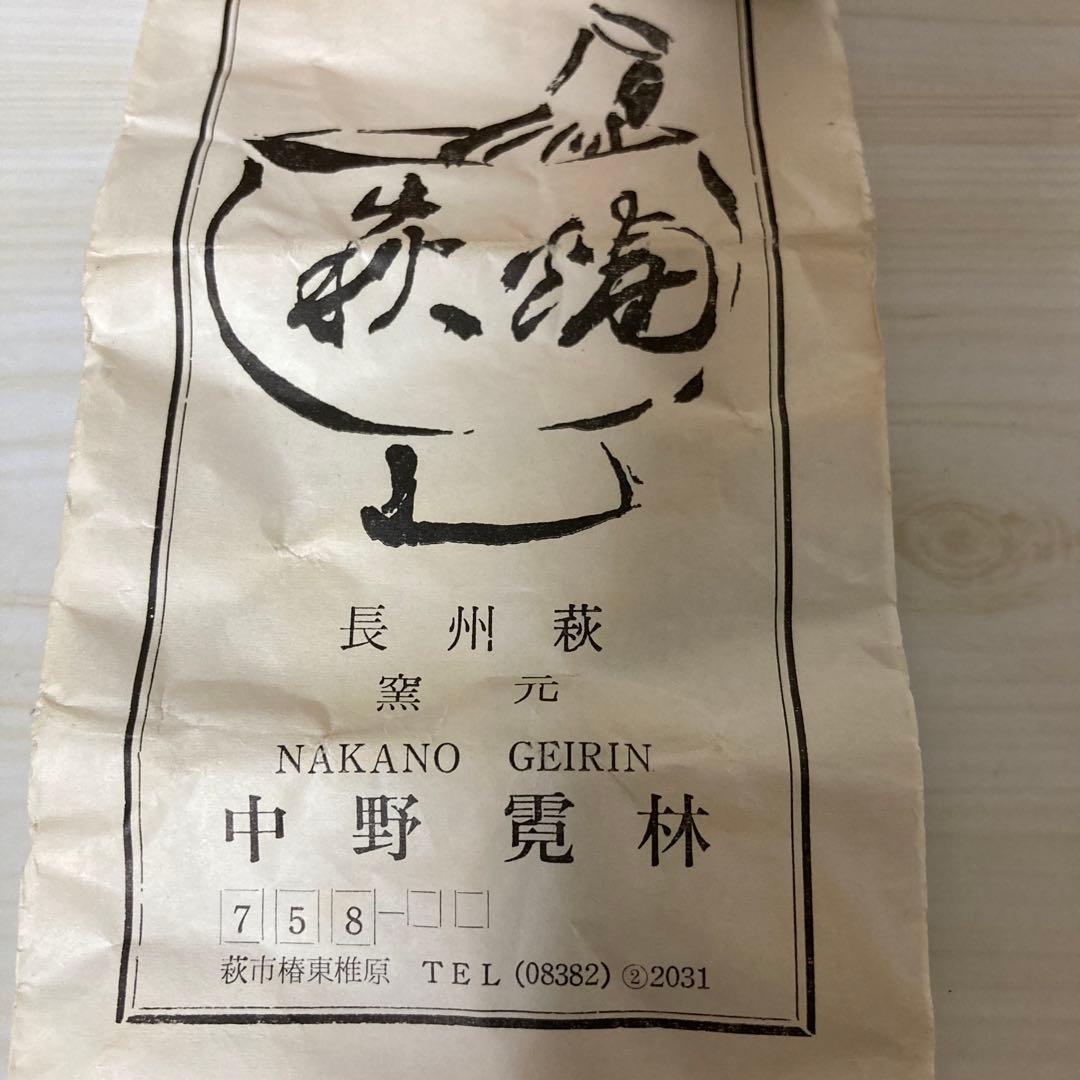 萩焼
長州萩
窯元
NAKANO GEIRIN
中野霓林
758-□□
萩市椿東椎原 TEL (08382) ②2031